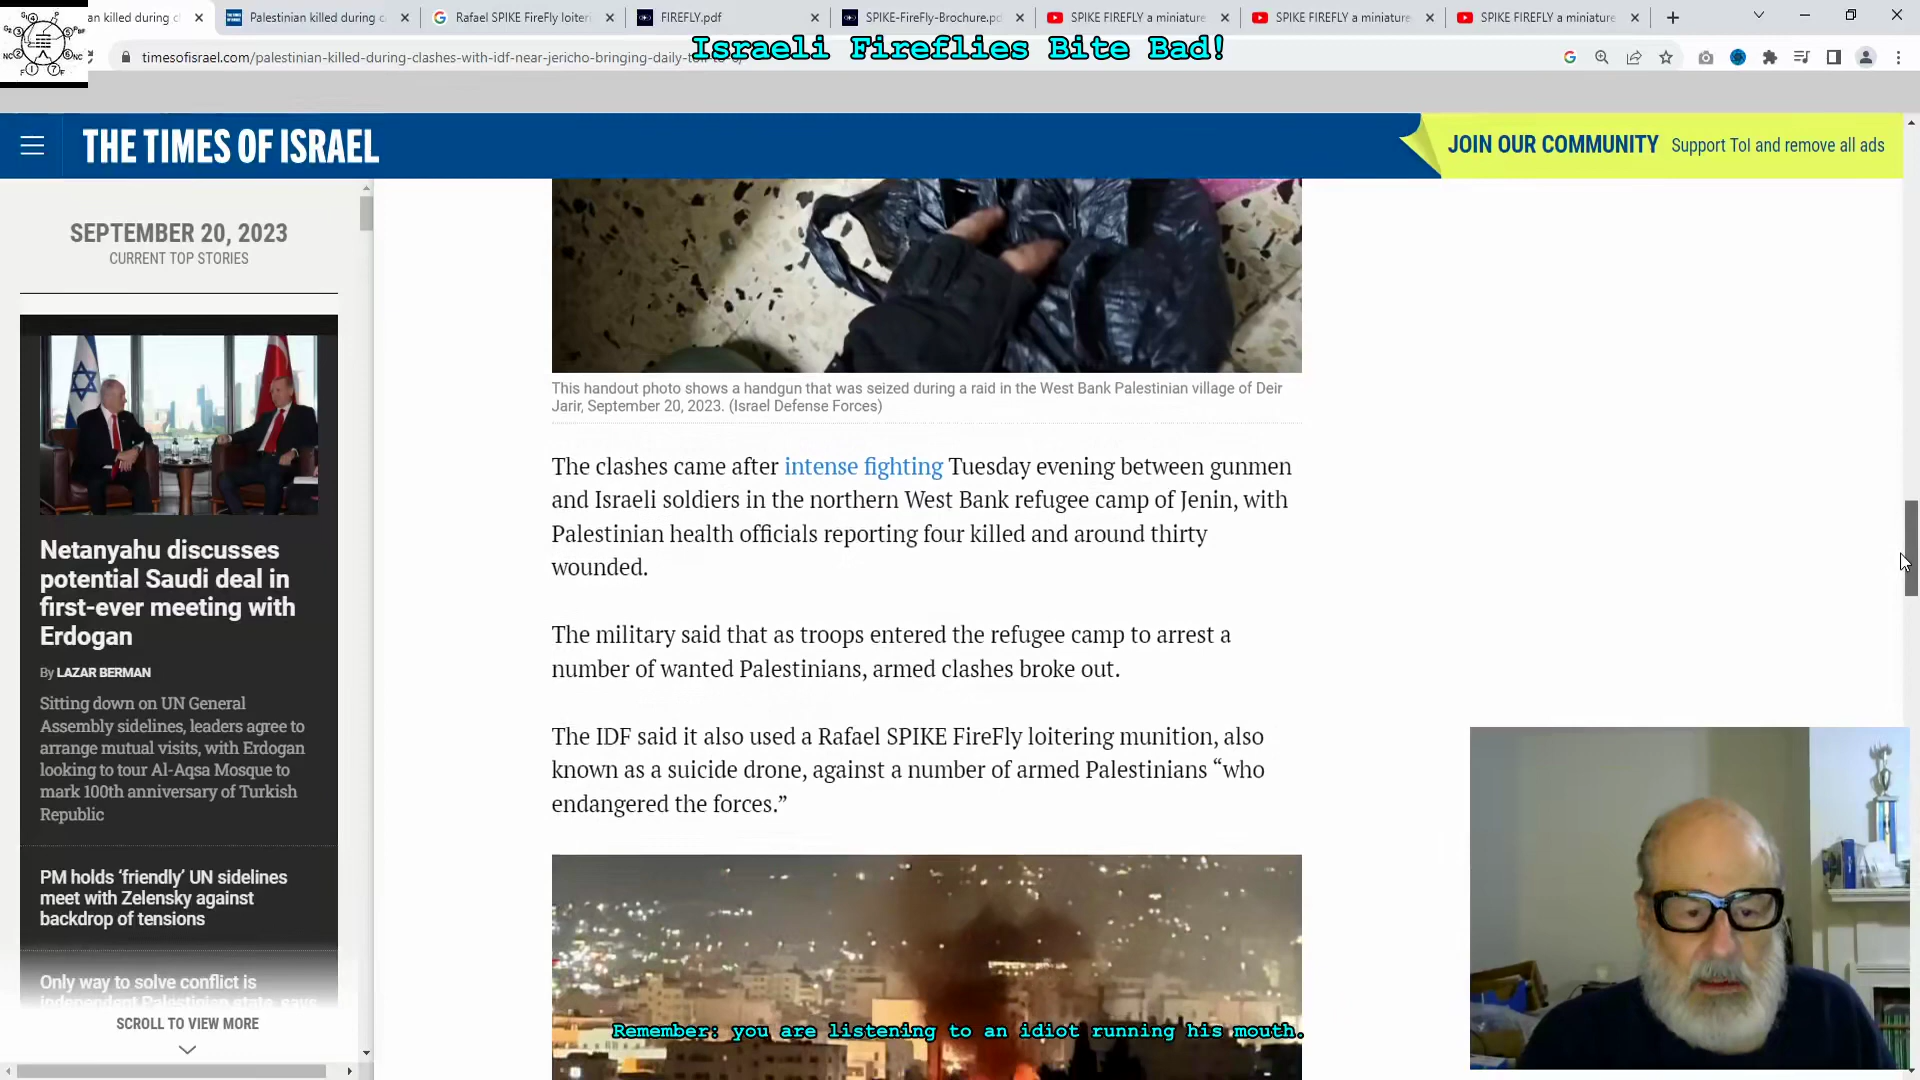 an killed during cl
Palestinian killed during c
Rafael SPIKE FireFly loiter
FIREFLY.pdf
SPIKE-FireFly-Brochure.pd
SPIKE FIREFLY a miniature
SPIKE FIREFLY a miniature
SPIKE FIREFLY a miniature
Israeli Fireflies Bite Bad!
timesofisrael.com/palestinian-killed-during-clashes-with-idf-near-jericho-bringing-daily-toll-to-6/
THE TIMES OF ISRAEL
JOIN OUR COMMUNITY Support ToI and remove all ads
SEPTEMBER 20, 2023
CURRENT TOP STORIES
Netanyahu discusses
potential Saudi deal in
first-ever meeting with
Erdogan
By LAZAR BERMAN
Sitting down on UN General
Assembly sidelines, leaders agree to
arrange mutual visits, with Erdogan
looking to tour Al-Aqsa Mosque to
mark 100th anniversary of Turkish
Republic
PM holds ‘friendly’ UN sidelines
meet with Zelensky against
backdrop of tensions
Only way to solve conflict is
independent Palestinian state, says
SCROLL TO VIEW MORE
This handout photo shows a handgun that was seized during a raid in the West Bank Palestinian village of Deir
Jarir, September 20, 2023. (Israel Defense Forces)
The clashes came after intense fighting Tuesday evening between gunmen
and Israeli soldiers in the northern West Bank refugee camp of Jenin, with
Palestinian health officials reporting four killed and around thirty
wounded.
The military said that as troops entered the refugee camp to arrest a
number of wanted Palestinians, armed clashes broke out.
The IDF said it also used a Rafael SPIKE FireFly loitering munition, also
known as a suicide drone, against a number of armed Palestinians “who
endangered the forces.”
Remember: you are listening to an idiot running his mouth.